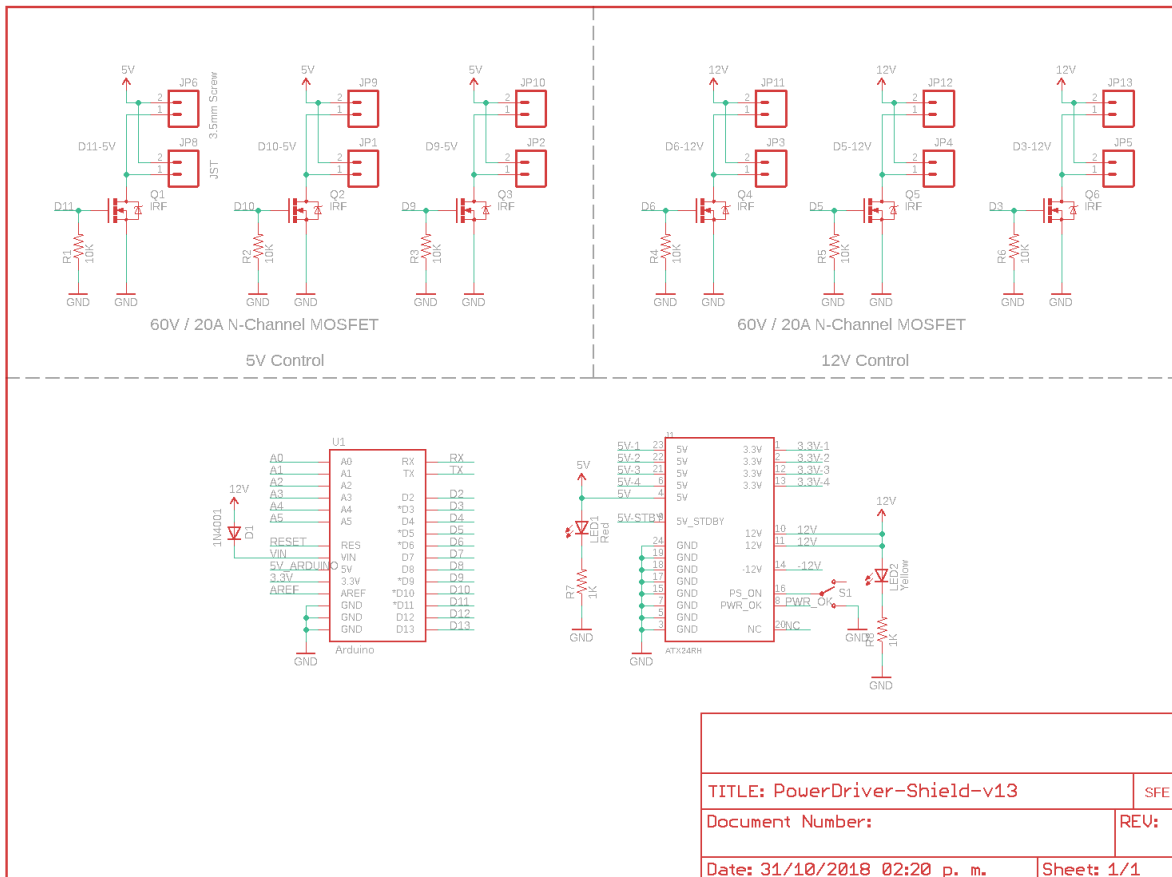 5V
JP6
2
1
3.5mm Screw
D11-5V
JP8
2
1
JST
D11
Q1
IRF
R1
10K
GND
GND
5V
JP9
2
1
D10-5V
JP1
2
1
D10
Q2
IRF
R2
10K
GND
GND
5V
JP10
2
1
D9-5V
JP2
2
1
D9
Q3
IRF
R3
10K
GND
GND
60V / 20A N-Channel MOSFET
5V Control
12V
JP11
2
1
D6-12V
JP3
2
1
D6
Q4
IRF
R4
10K
GND
GND
12V
JP12
2
1
D5-12V
JP4
2
1
D5
Q5
IRF
R5
10K
GND
GND
12V
JP13
2
1
D3-12V
JP5
2
1
D3
Q6
IRF
R6
10K
GND
GND
60V / 20A N-Channel MOSFET
12V Control
12V
1N4001
D1
U1
A0 A0 RX RX
A1 A1 TX TX
A2 A2
A3 A3 D2 D2
A4 A4 *D3 D3
A5 A5 D4 D4
*D5 D5
RESET RES *D6 D6
VIN VIN D7 D7
5V_ARDUINO 5V D8 D8
3.3V 3.3V *D9 D9
AREF AREF *D10 D10
GND *D11 D11
GND D12 D12
GND D13 D13
GND
Arduino
5V
LED1
Red
R7
1K
GND
J1
5V-1 23 5V 3.3V 1 3.3V-1
5V-2 22 5V 3.3V 2 3.3V-2
5V-3 21 5V 3.3V 12 3.3V-3
5V-4 6 5V 3.3V 13 3.3V-4
5V 4 5V
5V-STBY 9 5V_STDBY
12V 10 12V
24 GND 12V 11 12V
19 GND
18 GND -12V 14 -12V
17 GND
15 GND PS_ON 16
7 GND PWR_OK 8 PWR_OK
5 GND
3 GND NC 20 NC
GND
ATX24RH
S1
GND
12V
LED2
Yellow
R8
1K
GND
TITLE: PowerDriver-Shield-v13
SFE
Document Number:
REV:
Date: 31/10/2018 02:20 p. m.
Sheet: 1/1